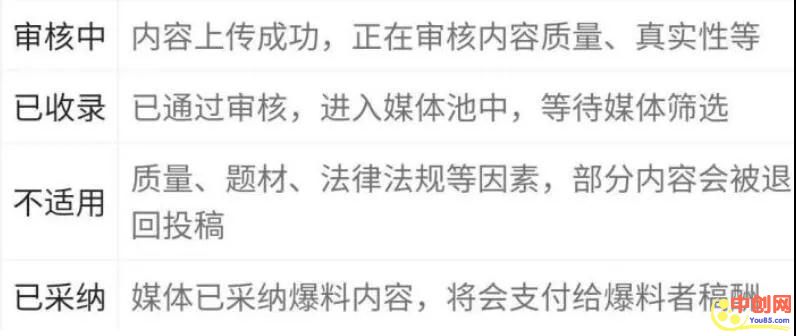 审核中 内容上传成功，正在审核内容质量、真实性等
已收录 已通过审核，进入媒体池中，等待媒体筛选
不适用 质量、题材、法律法规等因素，部分内容会被退
回投稿
已采纳 媒体已采纳爆料内容，将会支付给爆料者稿酬
中创网
You85.com